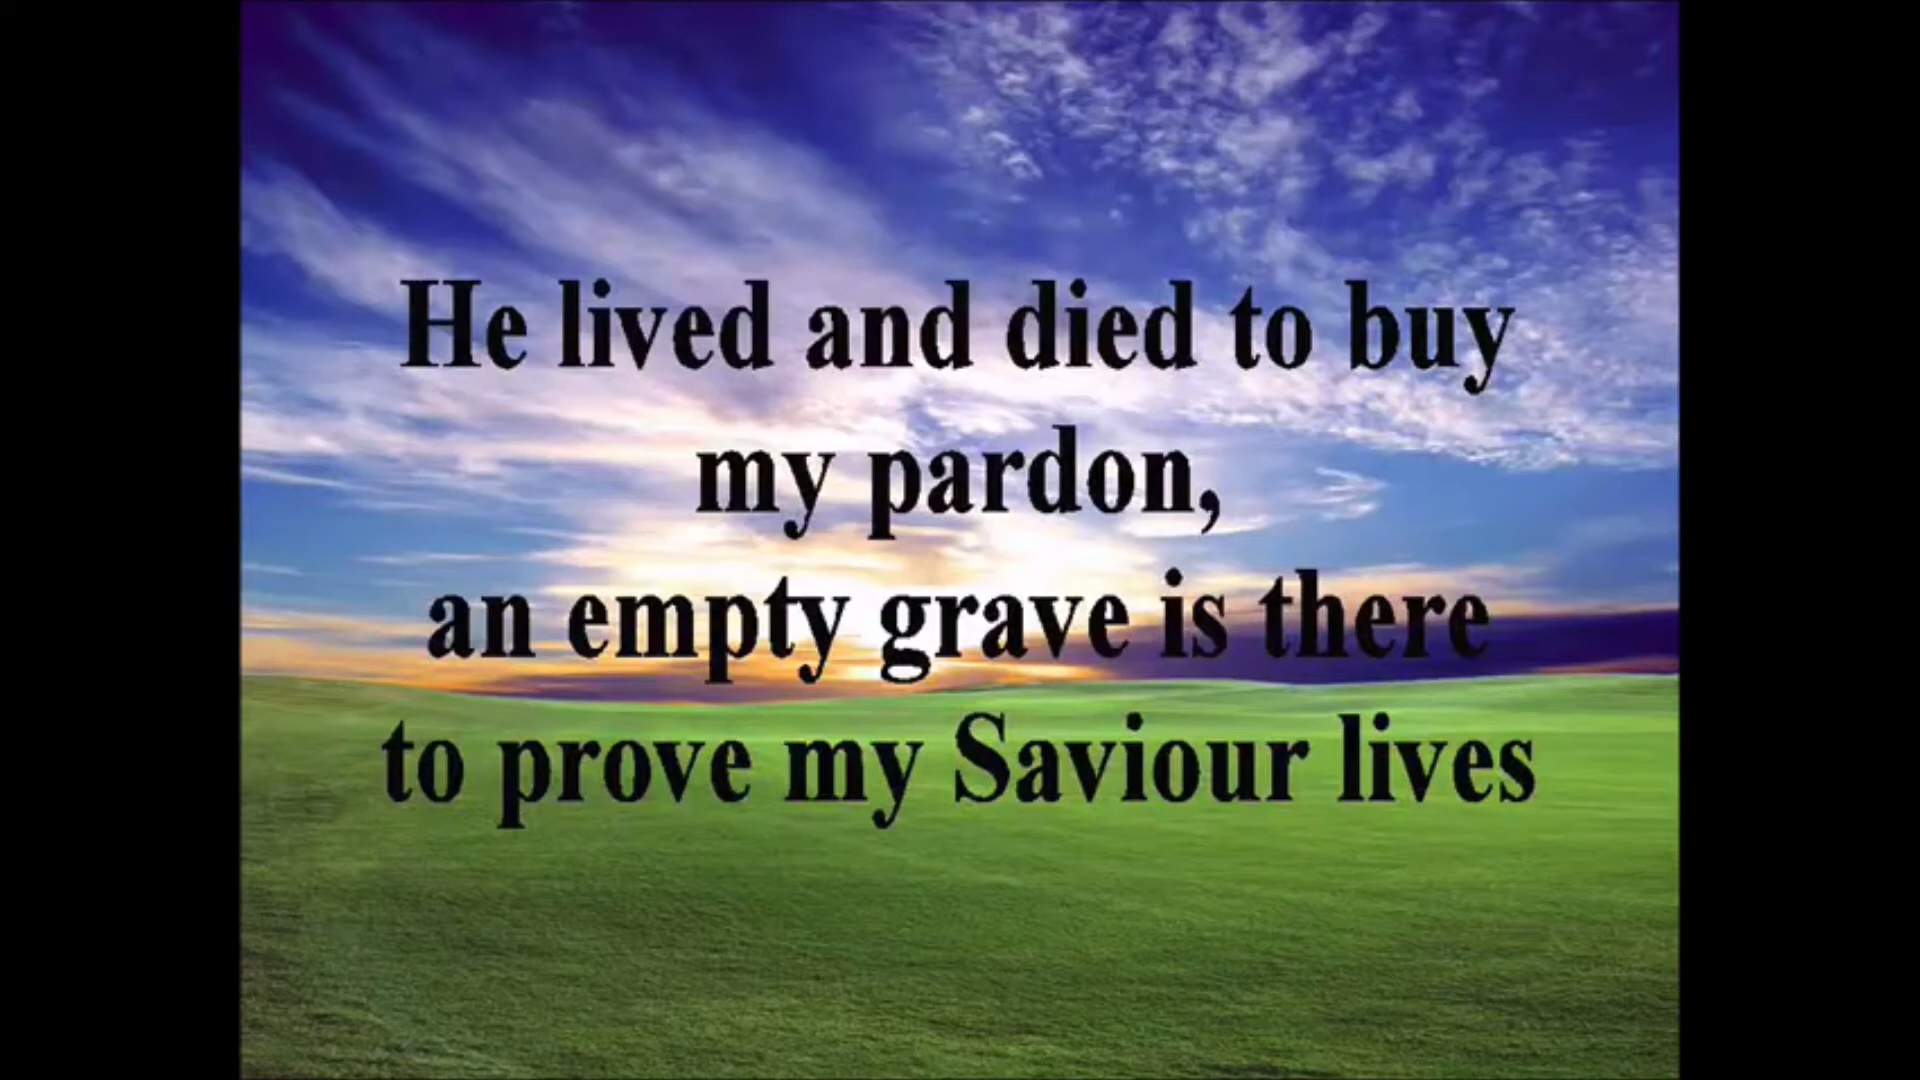 He lived and died to buy
my pardon,
an empty grave is there
to prove my Saviour lives